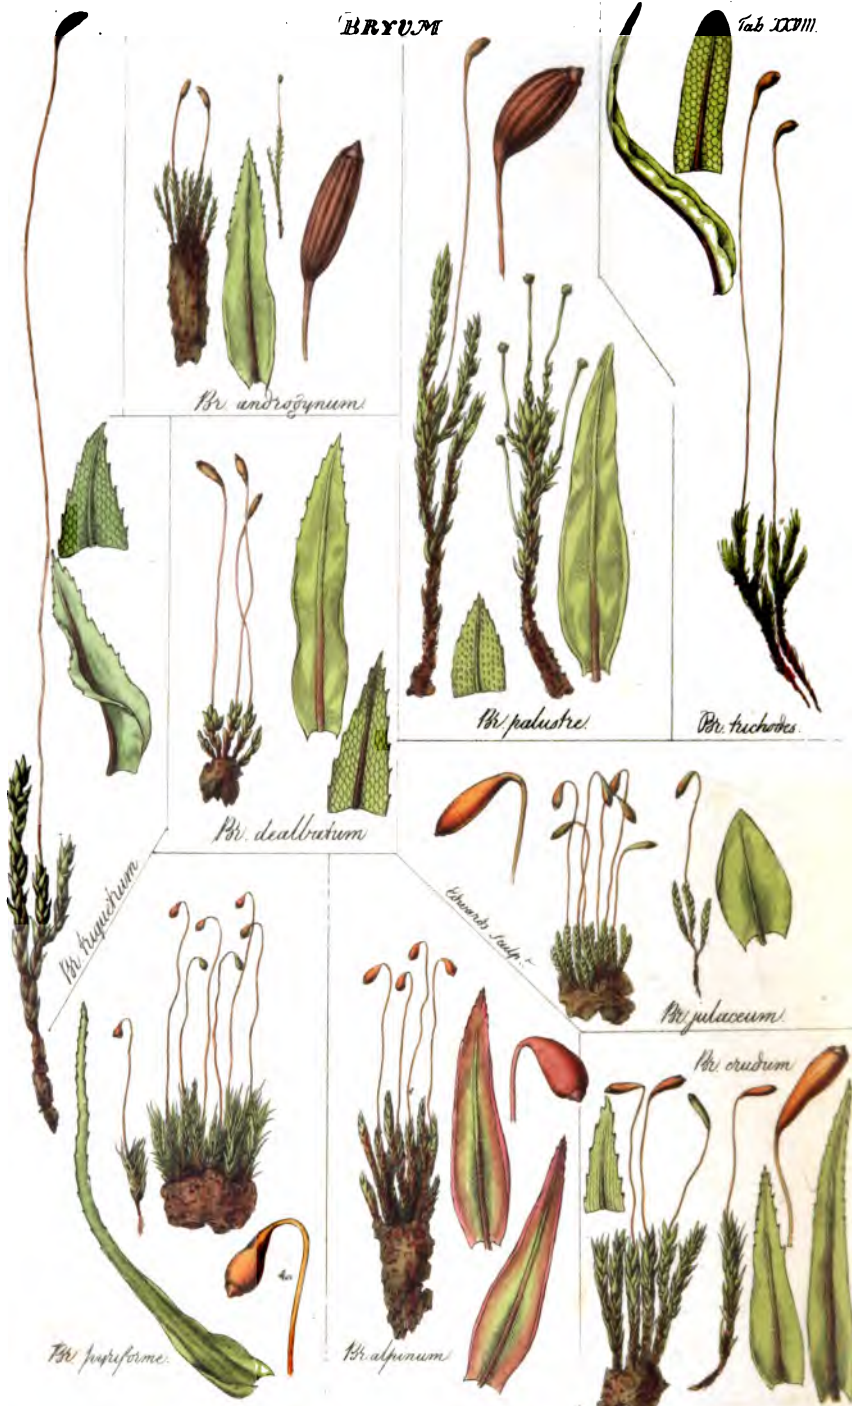 BRYUM
Tab XXVIII.
Br. androgynum.
Br. palustre.
Br. trichodes.
Br. dealbatum
Br. triquetrum
Edwards Sculp.t
Br. julaceum.
Br. crudum
Br. pyriforme.
Br. alpinum